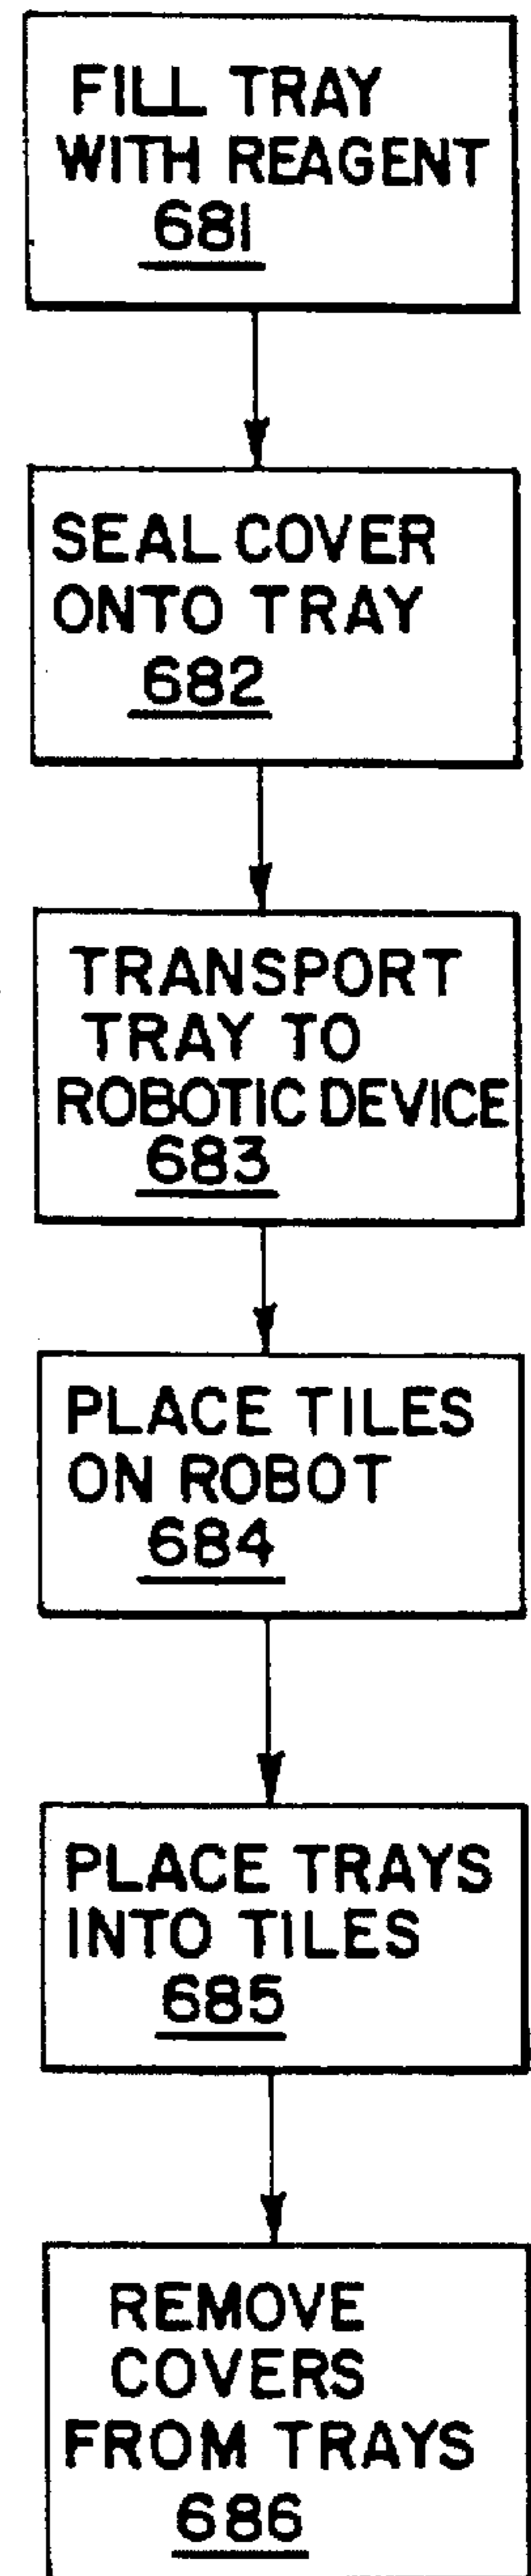 FILL TRAY
WITH REAGENT
681
SEAL COVER
ONTO TRAY
682
TRANSPORT
TRAY TO
ROBOTIC DEVICE
683
PLACE TILES
ON ROBOT
684
PLACE TRAYS
INTO TILES
685
REMOVE
COVERS
FROM TRAYS
686